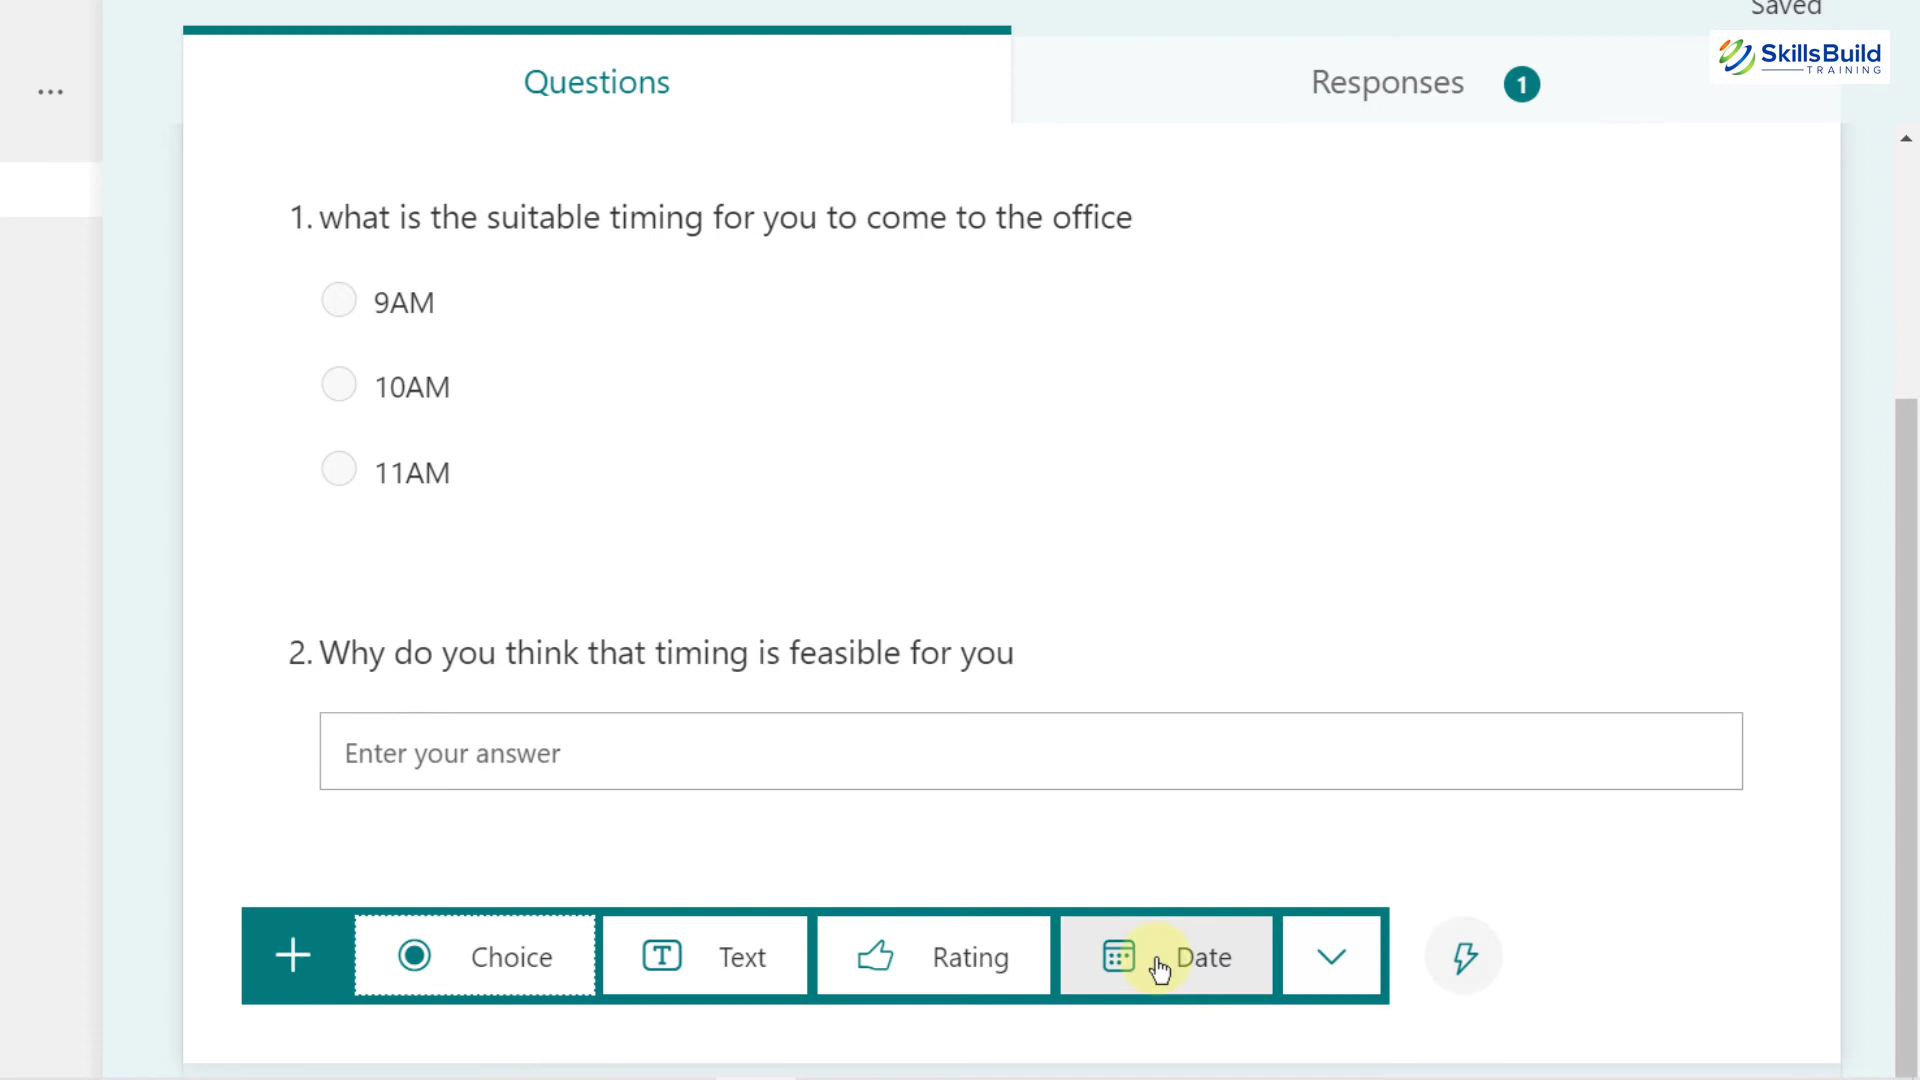 Saved
SkillsBuild
TRAINING
Questions
Responses 1
1. what is the suitable timing for you to come to the office
9AM
10AM
11AM
2. Why do you think that timing is feasible for you
Enter your answer
Choice
Text
Rating
Date